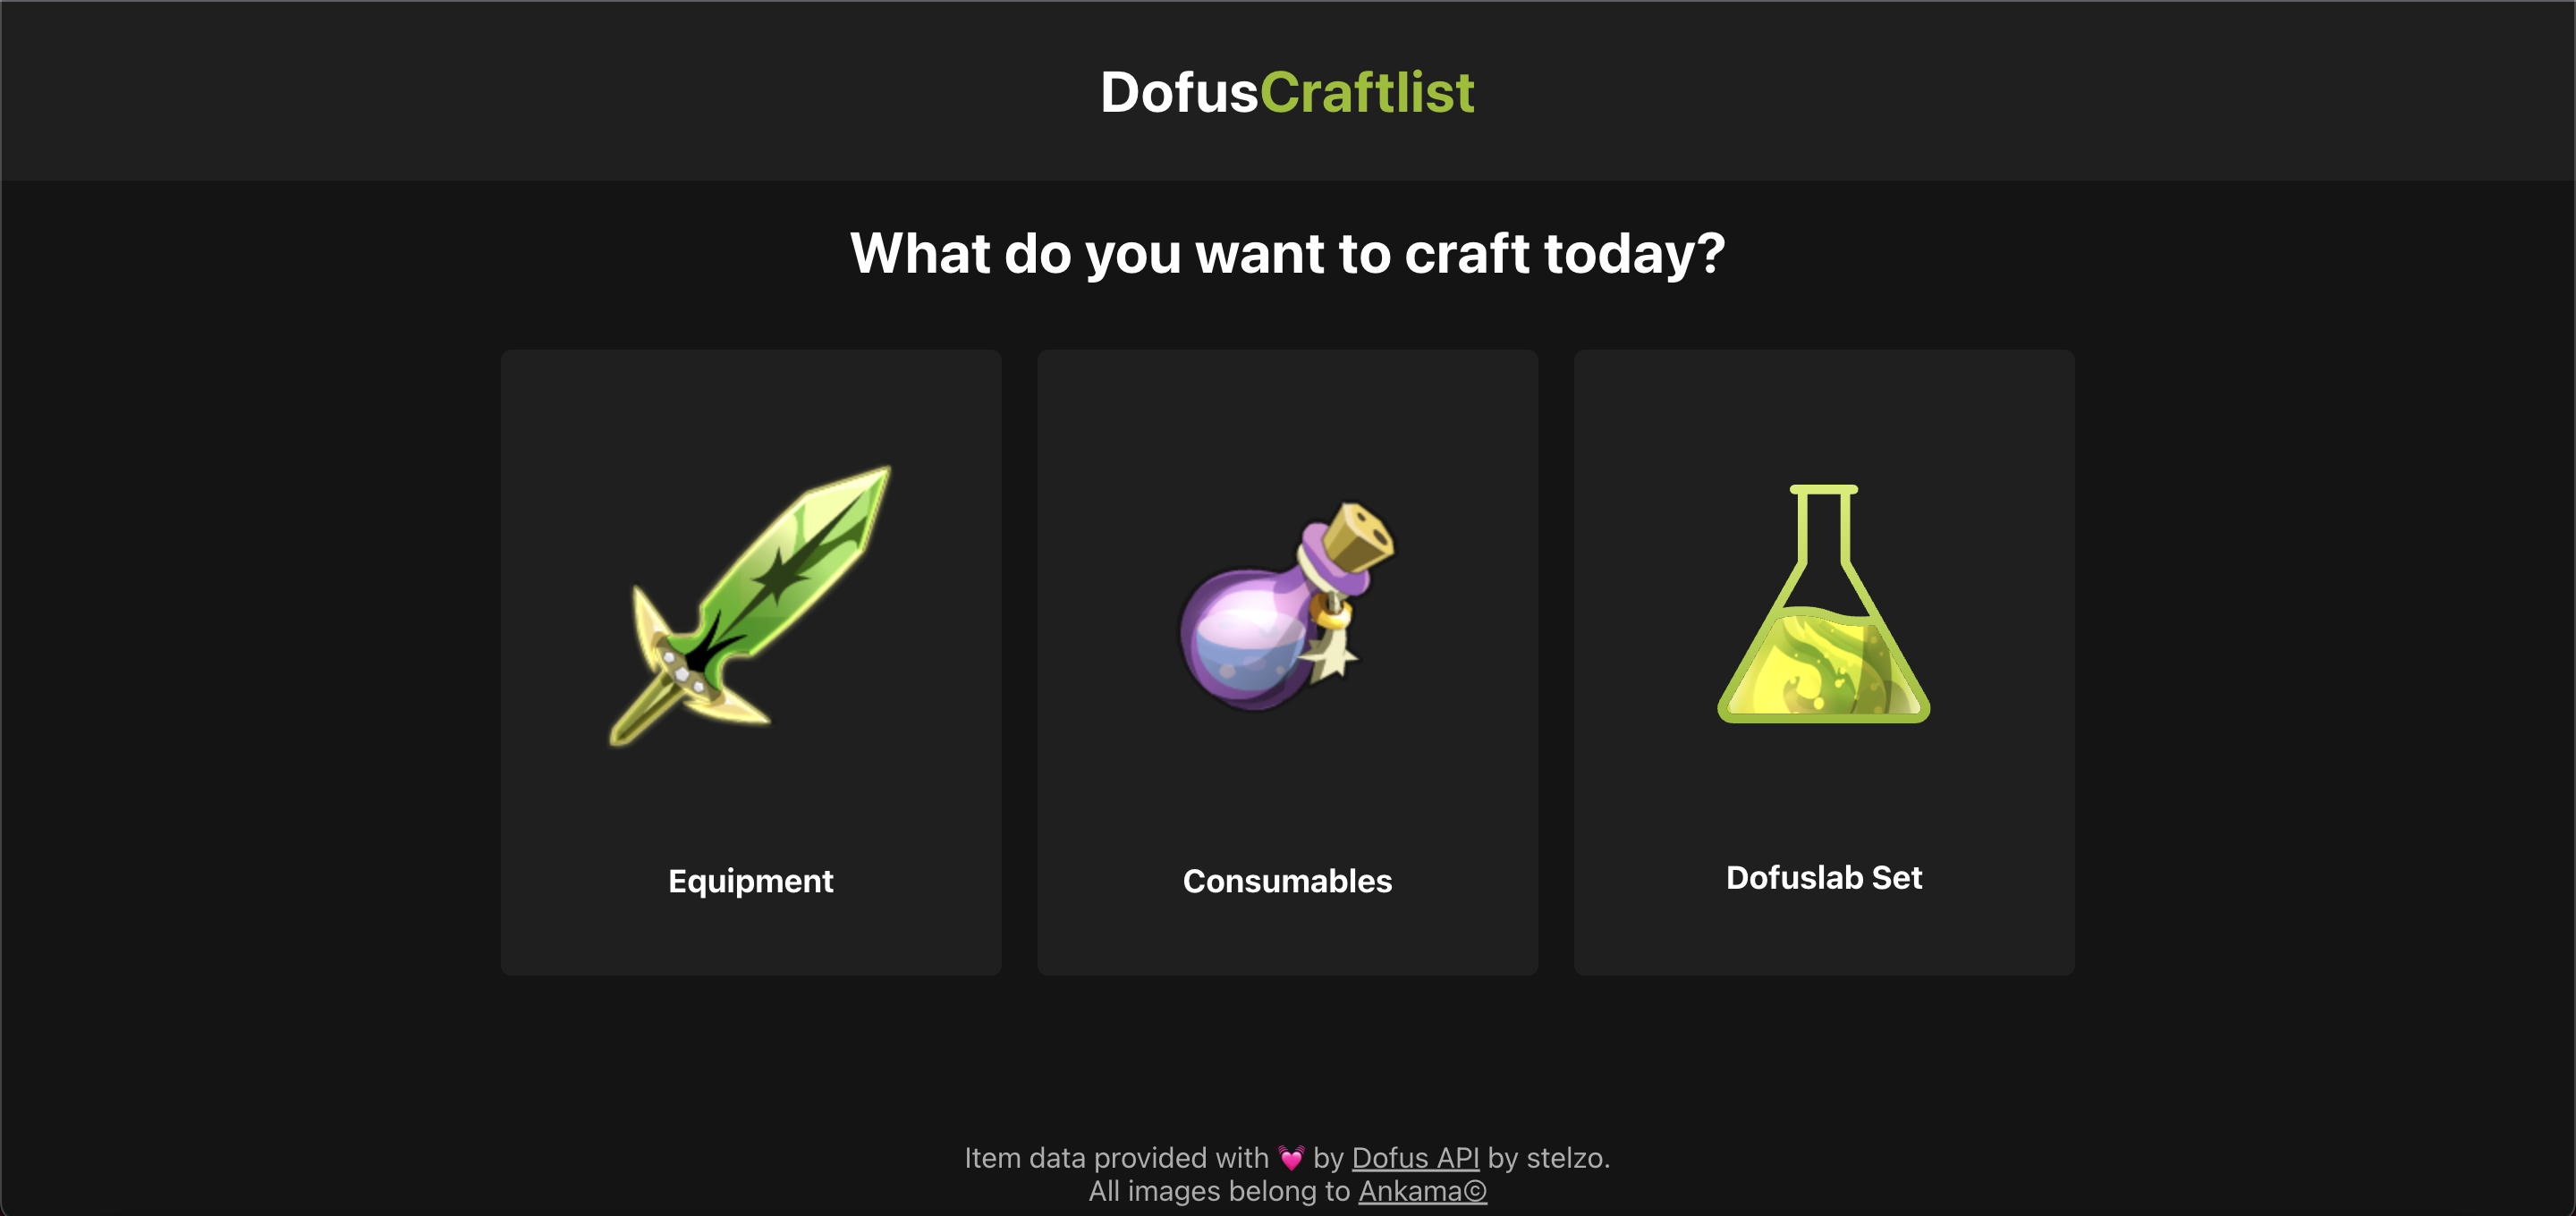 DofusCraftlist
What do you want to craft today?
Equipment
Consumables
Dofuslab Set
Item data provided with 💓 by Dofus API by stelzo.
All images belong to Ankama©